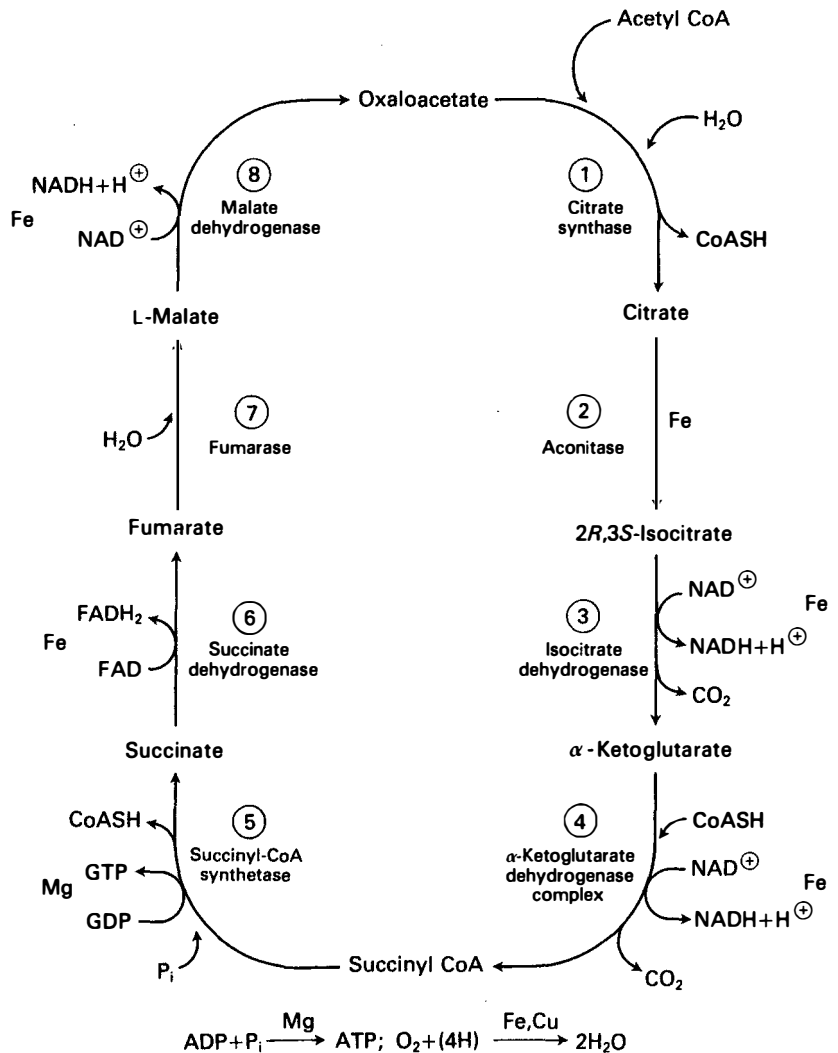 Acetyl CoA
Oxaloacetate
H₂O
NADH+H⊕
Fe
NAD⊕
8
Malate
dehydrogenase
1
Citrate
synthase
CoASH
L-Malate
Citrate
H₂O
7
Fumarase
2
Aconitase
Fe
Fumarate
2R,3S-Isocitrate
FADH₂
Fe
FAD
6
Succinate
dehydrogenase
3
Isocitrate
dehydrogenase
NAD⊕
Fe
NADH+H⊕
CO₂
Succinate
α-Ketoglutarate
CoASH
GTP
Mg
GDP
Pᵢ
5
Succinyl-CoA
synthetase
4
α-Ketoglutarate
dehydrogenase
complex
CoASH
NAD⊕
Fe
NADH+H⊕
CO₂
Succinyl CoA
ADP+Pᵢ Mg ATP; O₂+(4H) Fe,Cu 2H₂O